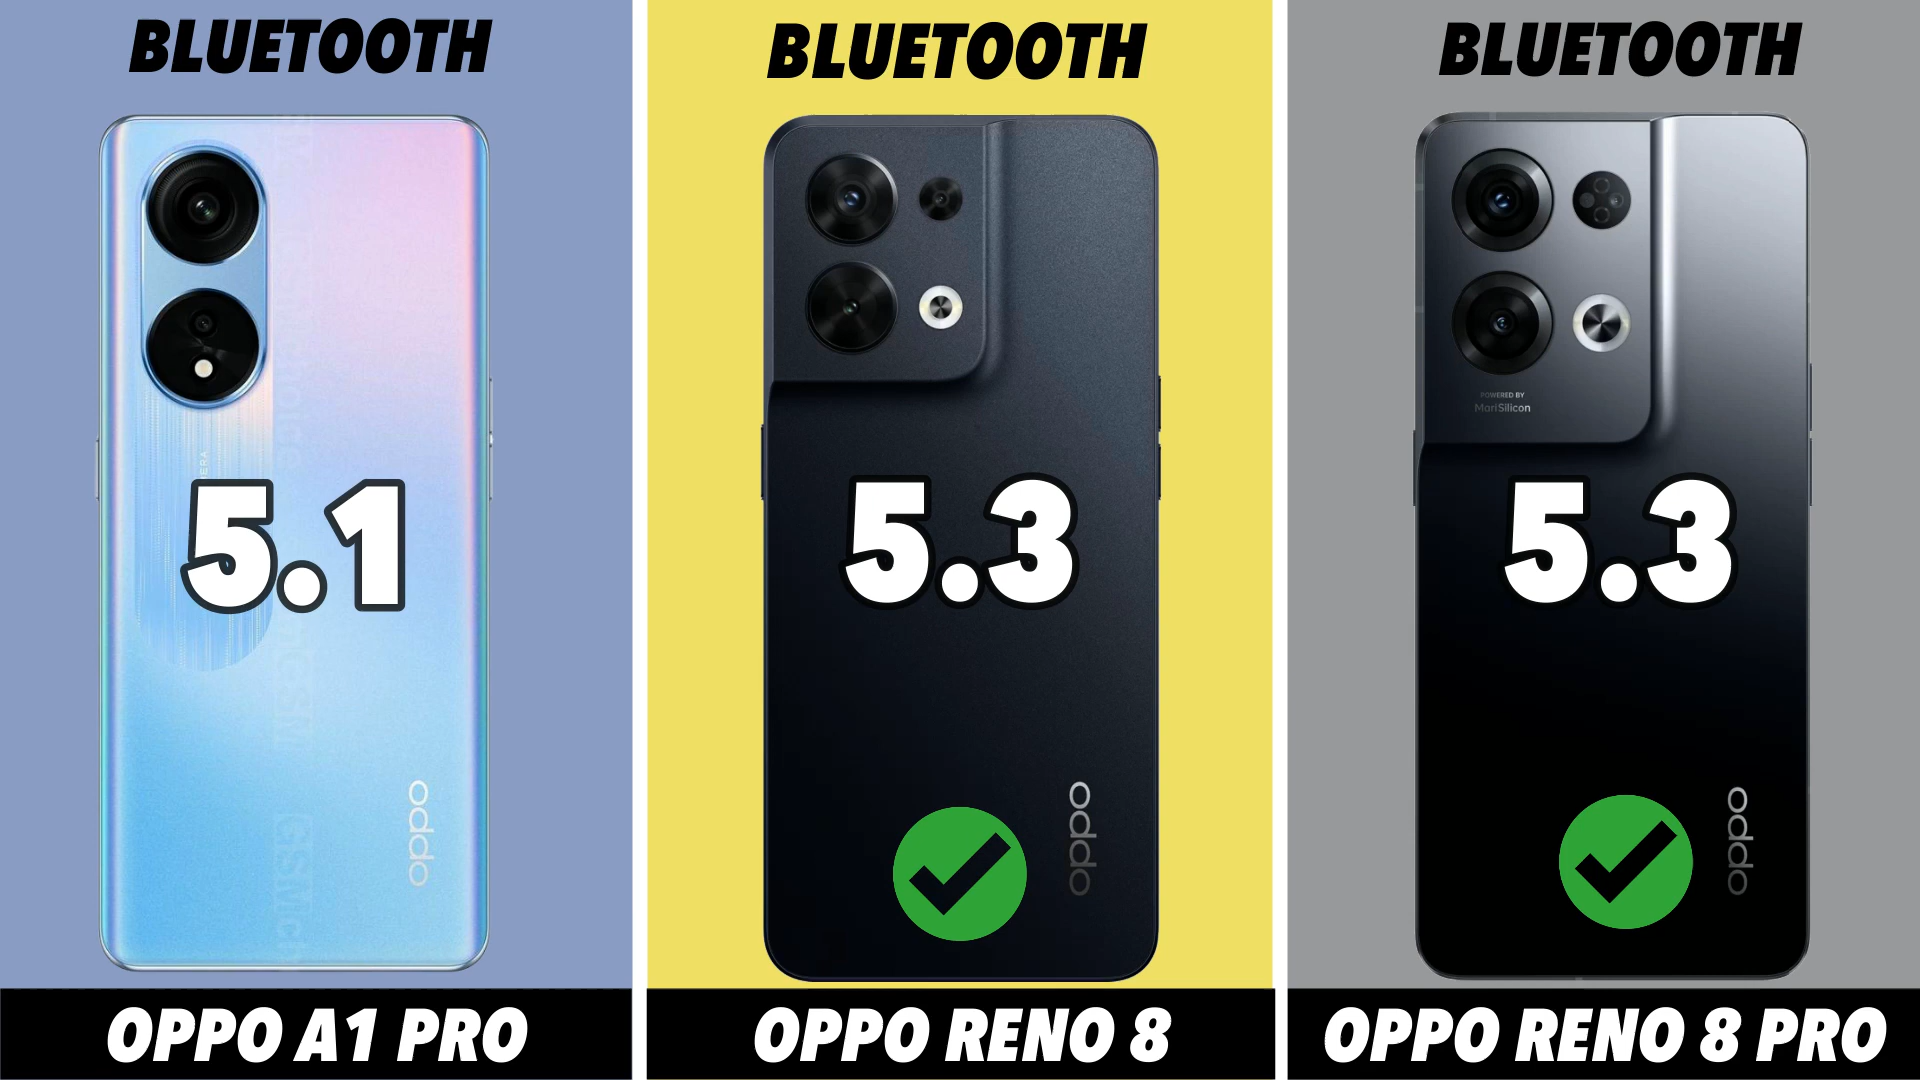 BLUETOOTH
5.1
oppo
OPPO A1 PRO
BLUETOOTH
5.3
oppo
OPPO RENO 8
BLUETOOTH
POWERED BY
MariSilicon
5.3
oppo
OPPO RENO 8 PRO